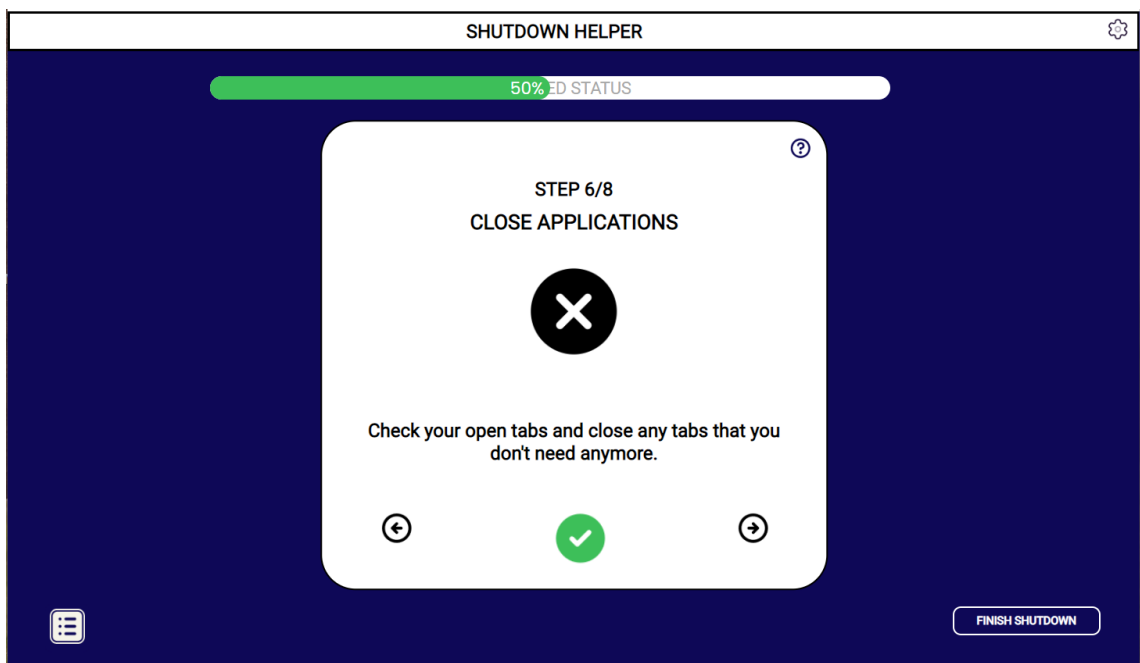 SHUTDOWN HELPER
50%ED STATUS
STEP 6/8
CLOSE APPLICATIONS
Check your open tabs and close any tabs that you
don't need anymore.
FINISH SHUTDOWN